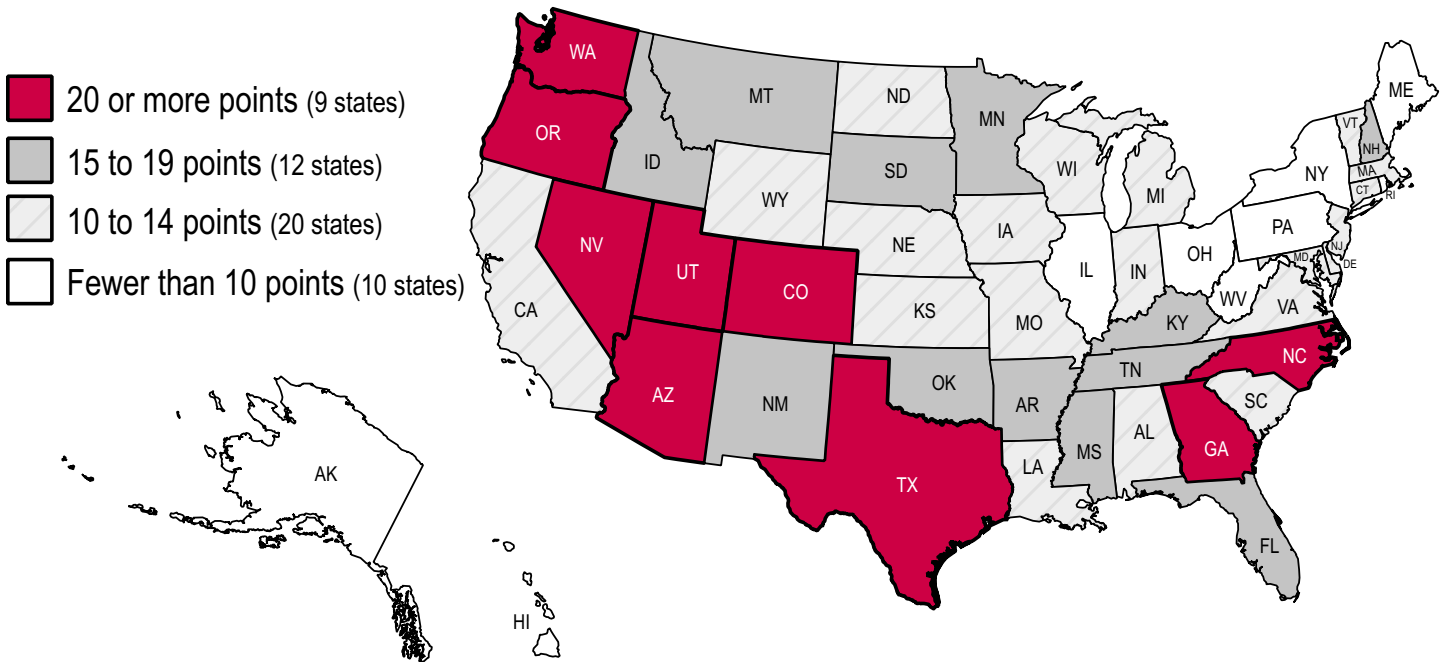 20 or more points (9 states)
15 to 19 points (12 states)
10 to 14 points (20 states)
Fewer than 10 points (10 states)
WA
OR
MT
ID
ND
MN
SD
WY
WI
MI
ME
VT
NH
NY
MA
CT
RI
PA
NJ
MD
DE
NV
UT
CO
CA
NE
IA
IL
IN
OH
WV
VA
KS
MO
KY
NC
TN
AZ
NM
OK
AR
SC
MS
AL
GA
LA
TX
FL
AK
HI